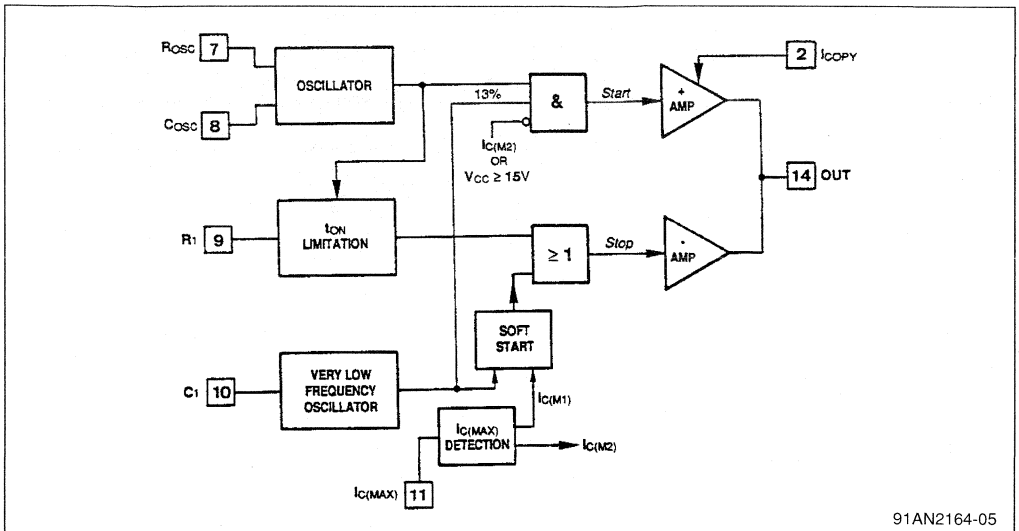 ROSC 7
OSCILLATOR
COSC 8
13%
&
Start
+
AMP
2 ICOPY
IC(M2)
OR
VCC ≥ 15V
14 OUT
R1 9
tON
LIMITATION
≥ 1
Stop
-
AMP
SOFT
START
C1 10
VERY LOW
FREQUENCY
OSCILLATOR
IC(M1)
IC(MAX)
DETECTION
IC(M2)
IC(MAX) 11
91AN2164-05